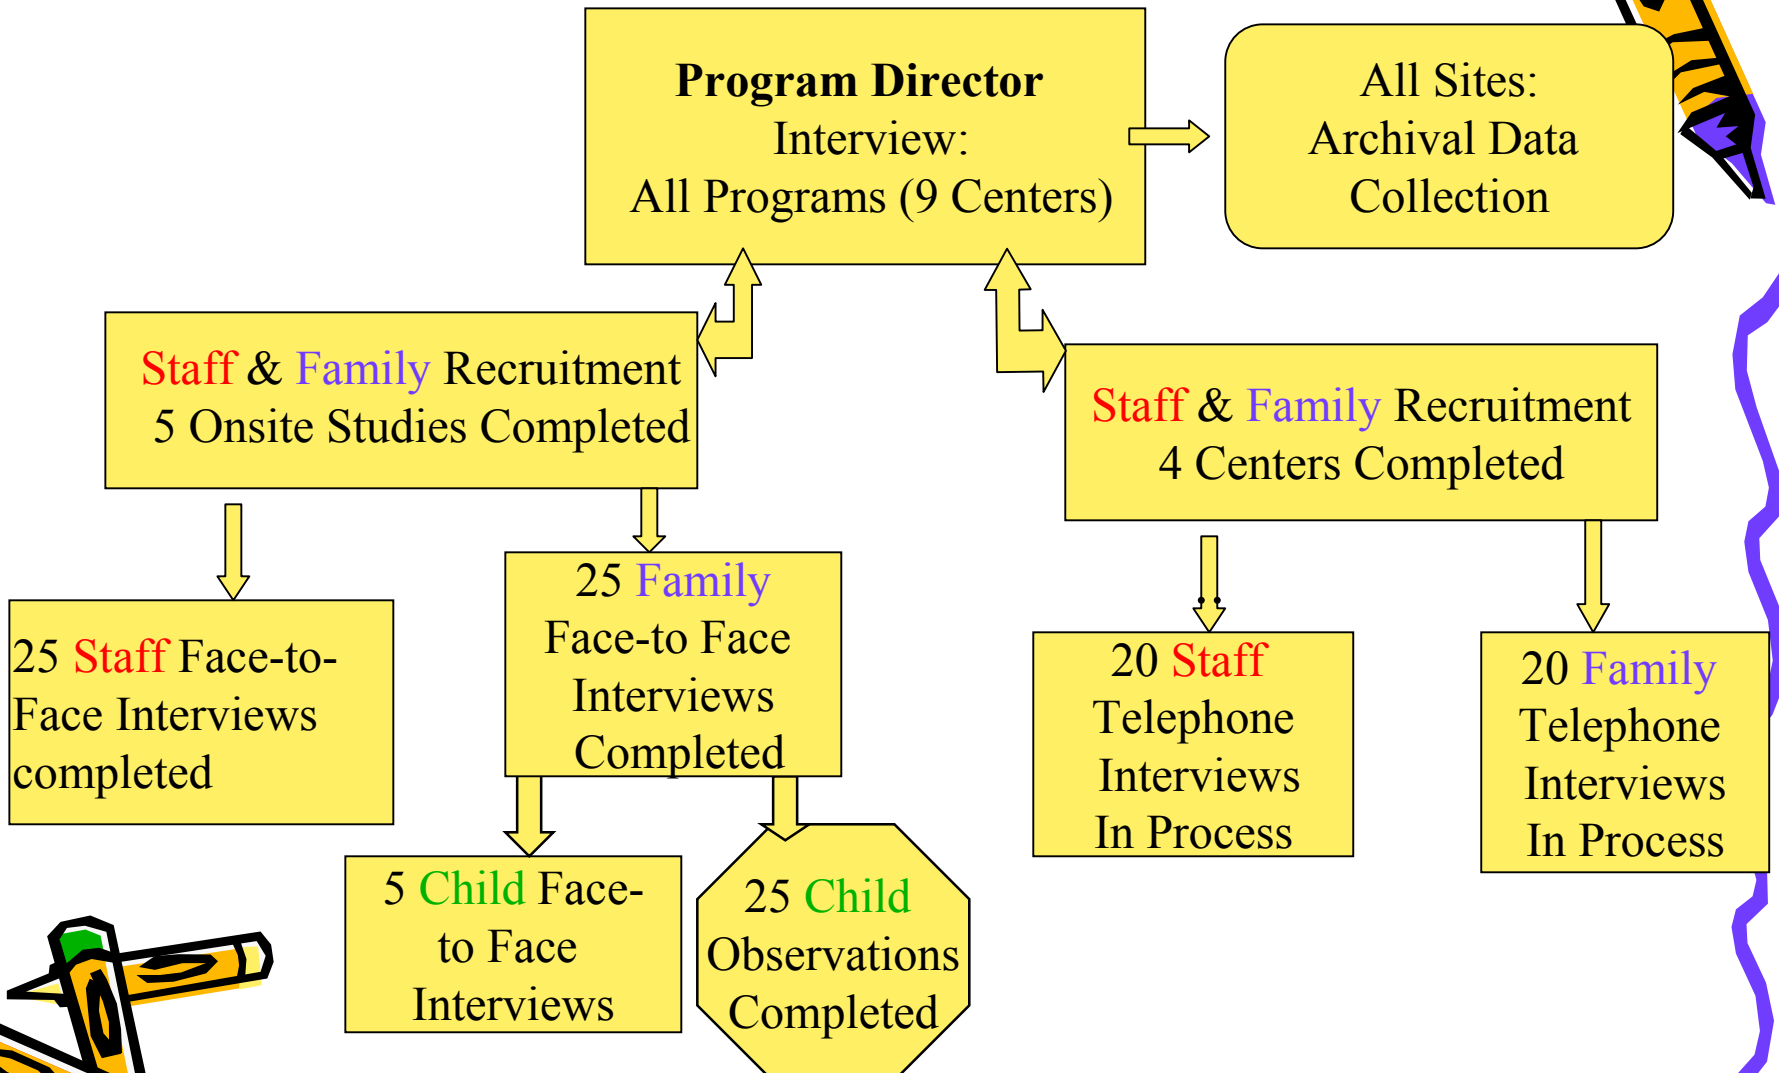 Program Director
Interview:
All Programs (9 Centers)
All Sites:
Archival Data
Collection
Staff & Family Recruitment
5 Onsite Studies Completed
Staff & Family Recruitment
4 Centers Completed
25 Staff Face-to-
Face Interviews
completed
25 Family
Face-to Face
Interviews
Completed
20 Staff
Telephone
Interviews
In Process
20 Family
Telephone
Interviews
In Process
5 Child Face-
to Face
Interviews
25 Child
Observations
Completed